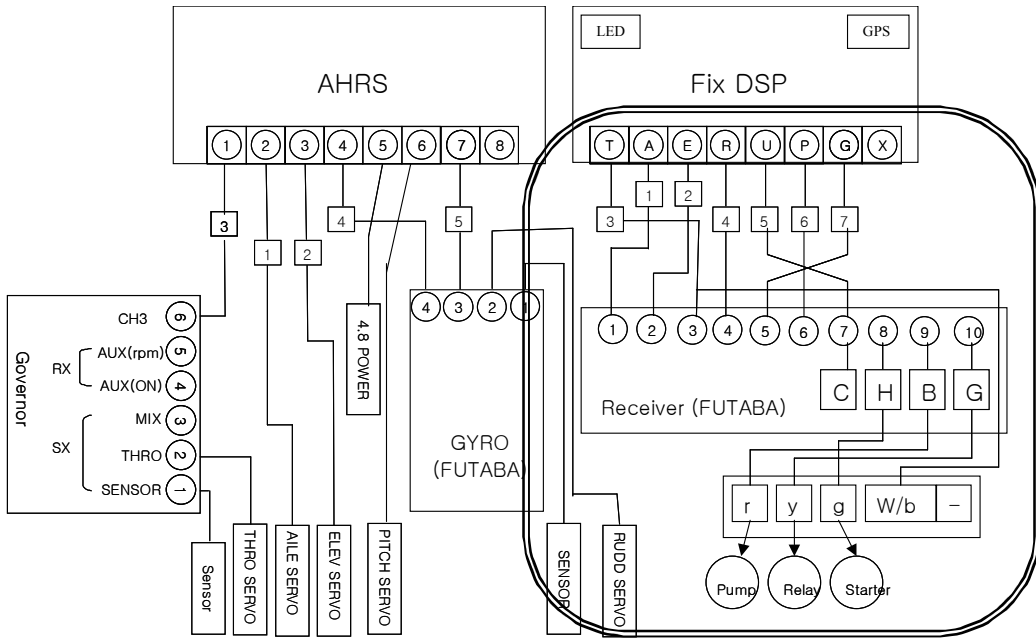 LED
GPS
AHRS
Fix DSP
1 2 3 4 5 6 7 8
T A E R U P G X
1 2
3 4 5 6 7
3
4
5
1
2
4 3 2 1
1 2 3 4 5 6 7 8 9 10
C H B G
Receiver (FUTABA)
4.8 POWER
GYRO
(FUTABA)
Governor
CH3 6
RX
AUX(rpm) 5
AUX(ON) 4
SX
MIX 3
THRO 2
SENSOR 1
r y g W/b -
Pump
Relay
Starter
Sensor
THRO SERVO
AILE SERVO
ELEV SERVO
PITCH SERVO
SENSOR
RUDD SERVO